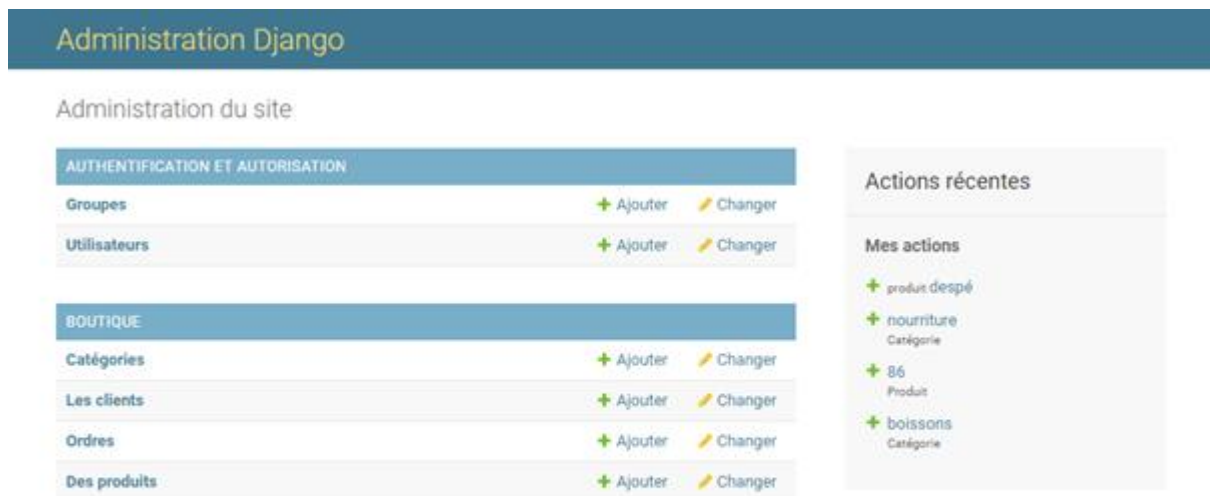 Administration Django
Administration du site
AUTHENTIFICATION ET AUTORISATION
Groupes Ajouter Changer
Utilisateurs Ajouter Changer
BOUTIQUE
Catégories Ajouter Changer
Les clients Ajouter Changer
Ordres Ajouter Changer
Des produits Ajouter Changer
Actions récentes
Mes actions
produit despé
nourriture
Catégorie
86
Produit
boissons
Catégorie